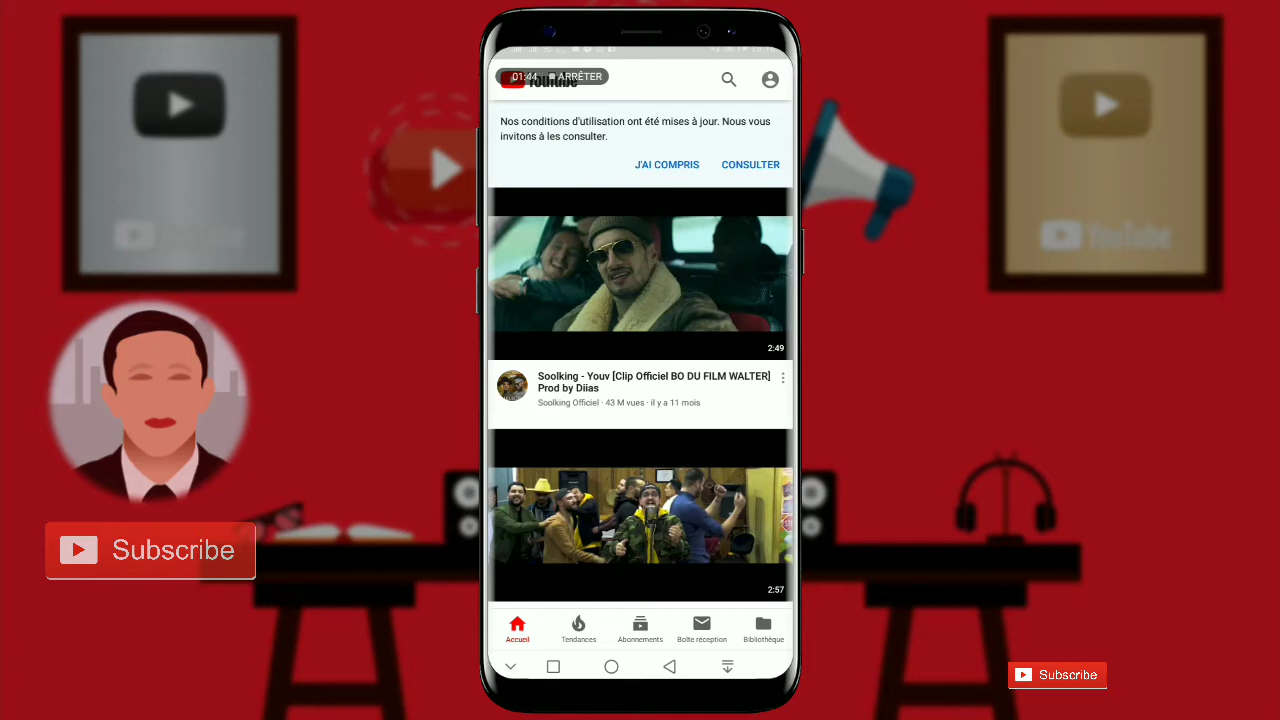 01:44 ARRÊTER
YouTube
Nos conditions d'utilisation ont été mises à jour. Nous vous
invitons à les consulter.
J'AI COMPRIS CONSULTER
2:49
Soolking - Youv [Clip Officiel BO DU FILM WALTER]
Prod by Diias
Soolking Officiel · 43 M vues · il y a 11 mois
2:57
Accueil Tendances Abonnements Boîte réception Bibliothèque
YouTube
Subscribe
Subscribe